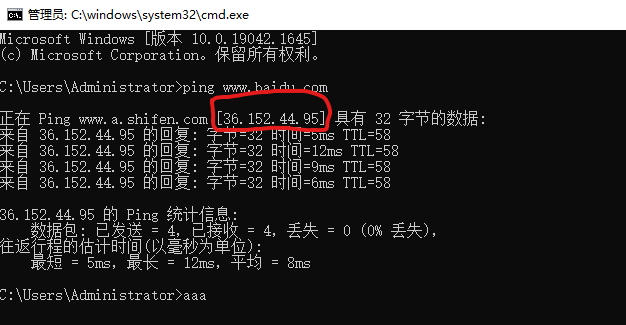 管理员: C:\windows\system32\cmd.exe
Microsoft Windows [版本 10.0.19042.1645]
(c) Microsoft Corporation。保留所有权利。
C:\Users\Administrator>ping www.baidu.com
正在 Ping www.a.shifen.com [36.152.44.95] 具有 32 字节的数据:
来自 36.152.44.95 的回复: 字节=32 时间=5ms TTL=58
来自 36.152.44.95 的回复: 字节=32 时间=12ms TTL=58
来自 36.152.44.95 的回复: 字节=32 时间=9ms TTL=58
来自 36.152.44.95 的回复: 字节=32 时间=6ms TTL=58
36.152.44.95 的 Ping 统计信息:
数据包: 已发送 = 4，已接收 = 4，丢失 = 0 (0% 丢失)，
往返行程的估计时间(以毫秒为单位):
最短 = 5ms，最长 = 12ms，平均 = 8ms
C:\Users\Administrator>aaa